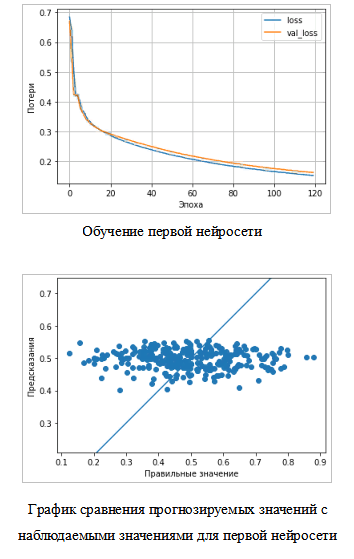 0.7
0.6
0.5
0.4
0.3
0.2
Потери
loss
val_loss
0 20 40 60 80 100 120
Эпоха
Обучение первой нейросети
0.7
0.6
0.5
0.4
0.3
Предсказания
0.1 0.2 0.3 0.4 0.5 0.6 0.7 0.8 0.9
Правильные значение
График сравнения прогнозируемых значений с
наблюдаемыми значениями для первой нейросети